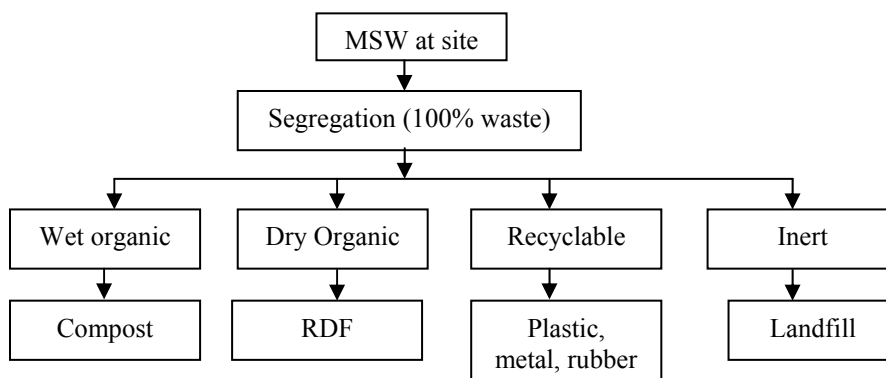 MSW at site
Segregation (100% waste)
Wet organic
Dry Organic
Recyclable
Inert
Compost
RDF
Plastic,
metal, rubber
Landfill